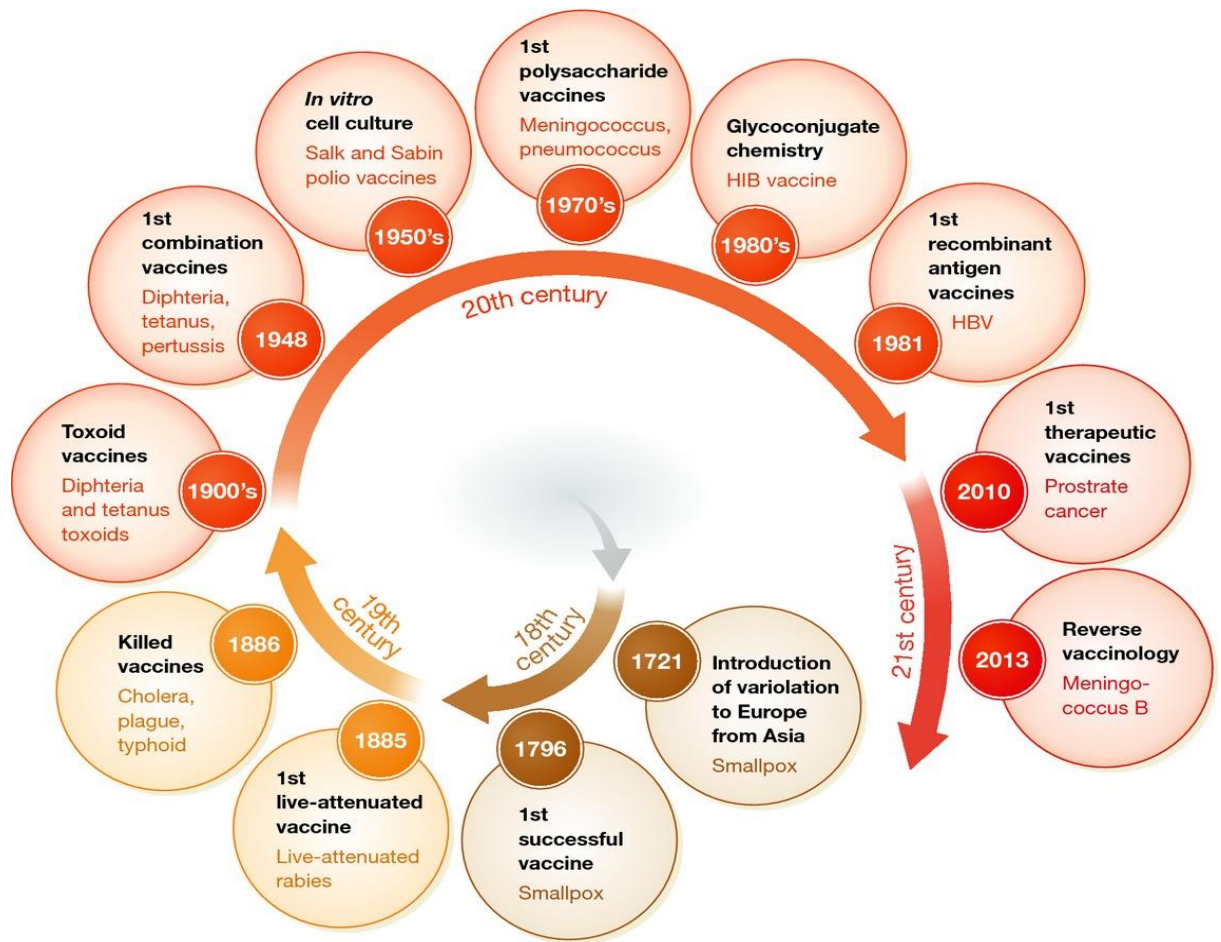 18th
century
1721
Introduction
of variolation
to Europe
from Asia
Smallpox
1796
1st
successful
vaccine
Smallpox
19th
century
1885
1st
live-attenuated
vaccine
Live-attenuated
rabies
1886
Killed
vaccines
Cholera,
plague,
typhoid
20th century
1900's
Toxoid
vaccines
Diphteria
and tetanus
toxoids
1948
1st
combination
vaccines
Diphteria,
tetanus,
pertussis
1950's
In vitro
cell culture
Salk and Sabin
polio vaccines
1970's
1st
polysaccharide
vaccines
Meningococcus,
pneumococcus
1980's
Glycoconjugate
chemistry
HIB vaccine
1981
1st
recombinant
antigen
vaccines
HBV
21st century
2010
1st
therapeutic
vaccines
Prostrate
cancer
2013
Reverse
vaccinology
Meningo-
coccus B